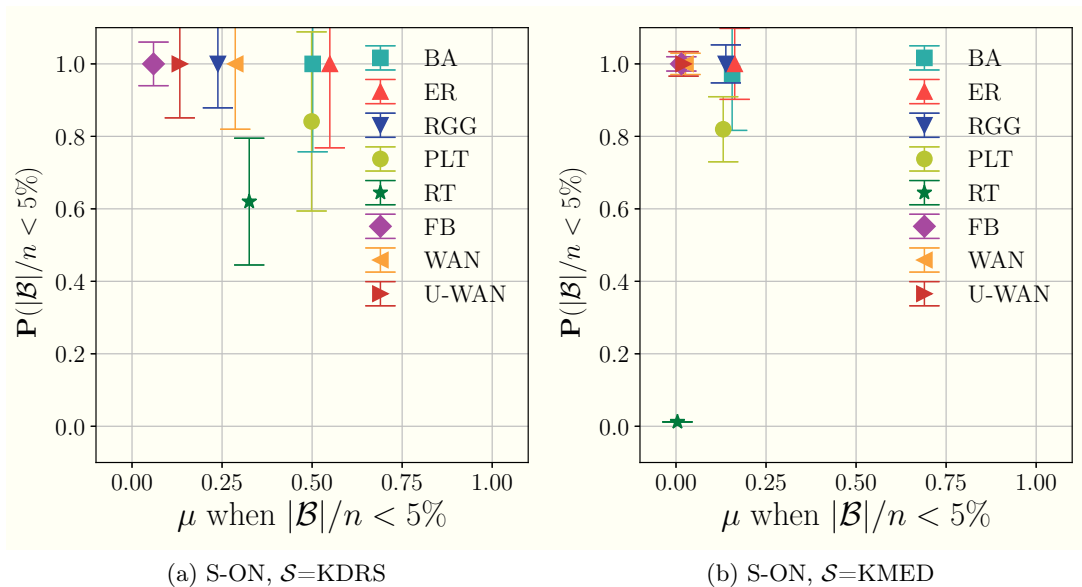 P(|𝓑|/n < 5%)
1.0
0.8
0.6
0.4
0.2
0.0
BA
ER
RGG
PLT
RT
FB
WAN
U-WAN
0.00 0.25 0.50 0.75 1.00
μ when |𝓑|/n < 5%
(a) S-ON, 𝒮=KDRS
P(|𝓑|/n < 5%)
1.0
0.8
0.6
0.4
0.2
0.0
BA
ER
RGG
PLT
RT
FB
WAN
U-WAN
0.00 0.25 0.50 0.75 1.00
μ when |𝓑|/n < 5%
(b) S-ON, 𝒮=KMED